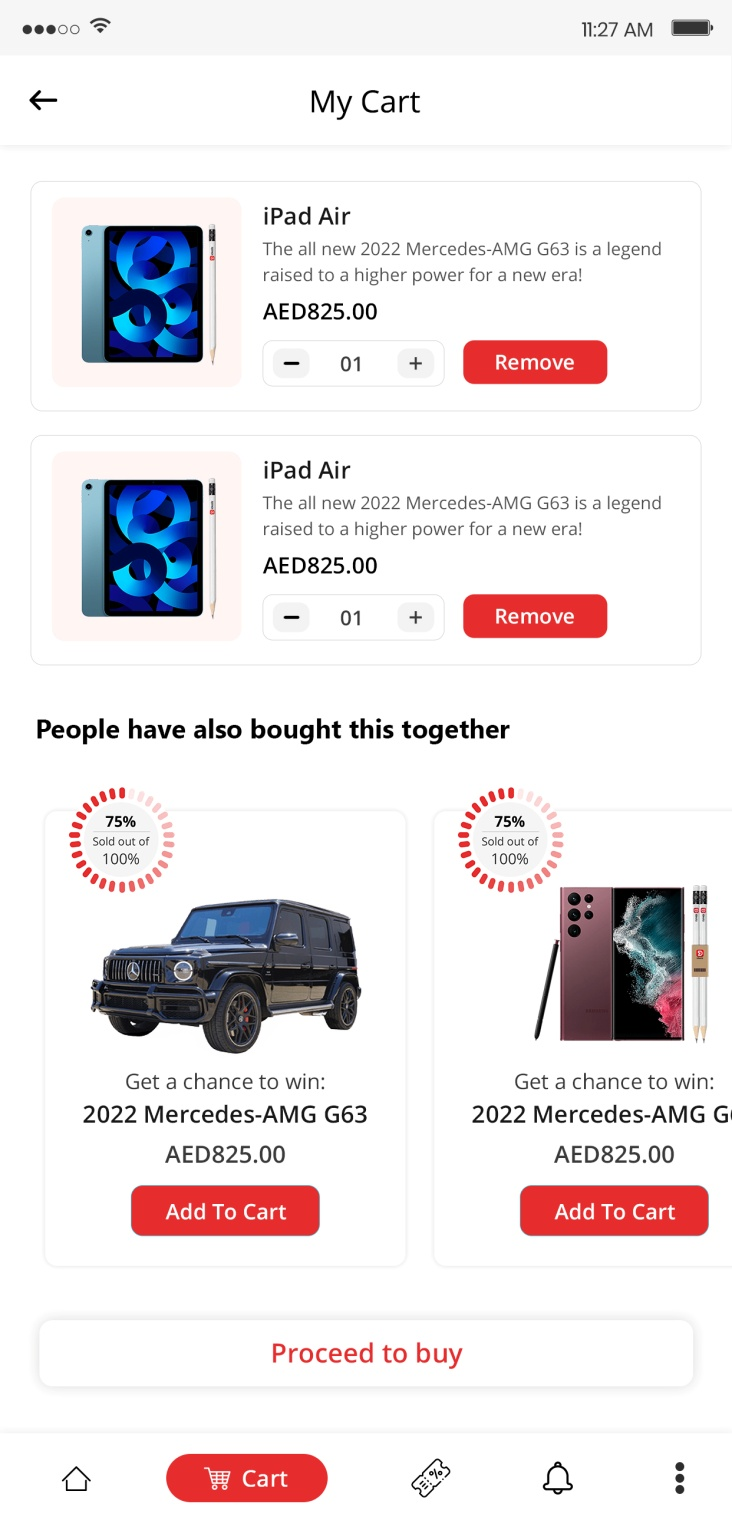 11:27 AM
My Cart
iPad Air
The all new 2022 Mercedes-AMG G63 is a legend
raised to a higher power for a new era!
AED825.00
01
Remove
iPad Air
The all new 2022 Mercedes-AMG G63 is a legend
raised to a higher power for a new era!
AED825.00
01
Remove
People have also bought this together
75%
Sold out of
100%
Get a chance to win:
2022 Mercedes-AMG G63
AED825.00
Add To Cart
75%
Sold out of
100%
Get a chance to win:
2022 Mercedes-AMG G6
AED825.00
Add To Cart
Proceed to buy
Cart